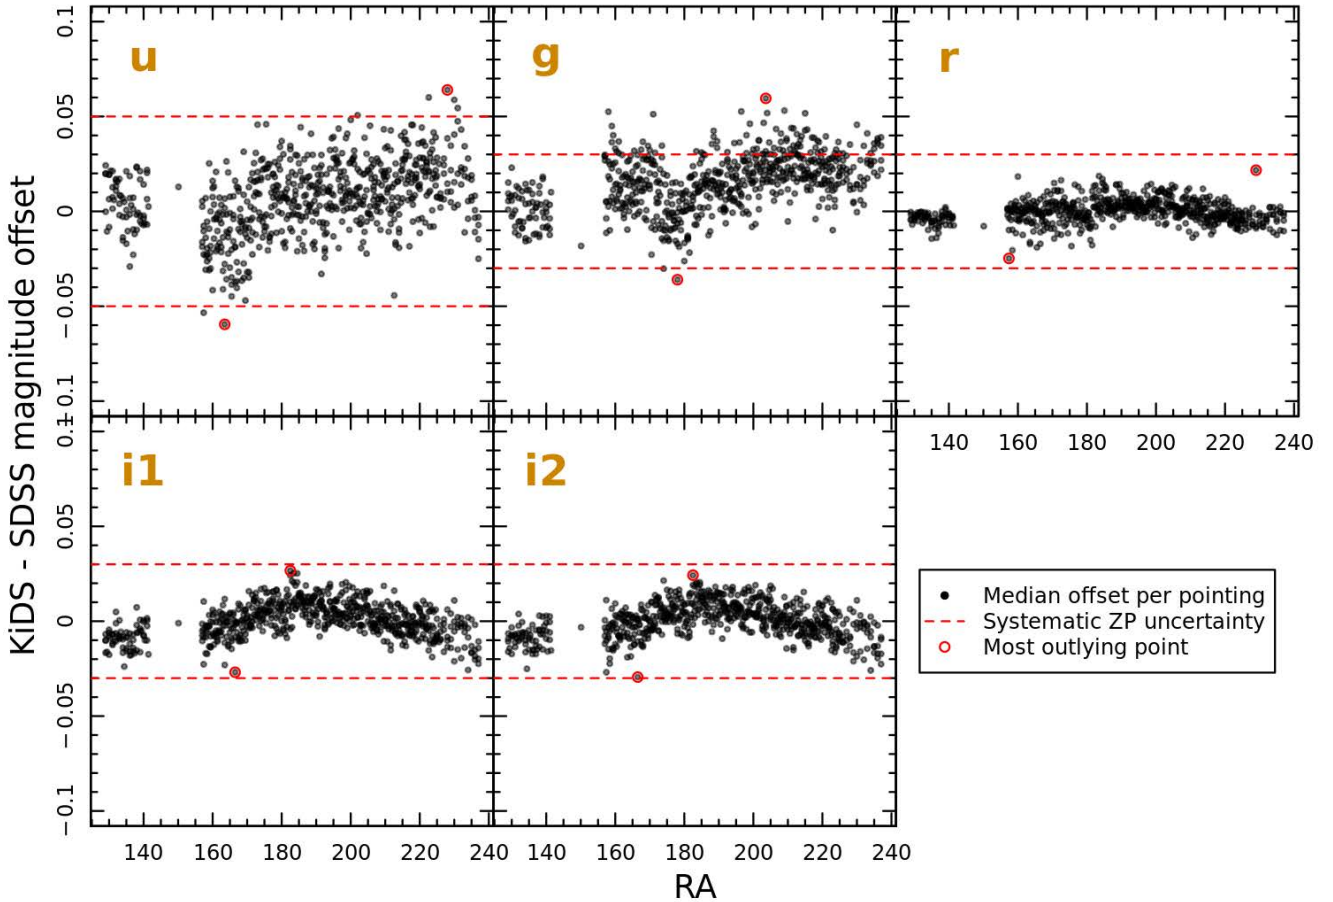 KiDS - SDSS magnitude offset
u
g
r
0.1
0.05
0
−0.05
−0.1
140 160 180 200 220 240
i1
i2
0.1
0.05
0
−0.05
−0.1
Median offset per pointing
Systematic ZP uncertainty
Most outlying point
140 160 180 200 220 240 140 160 180 200 220 240
RA